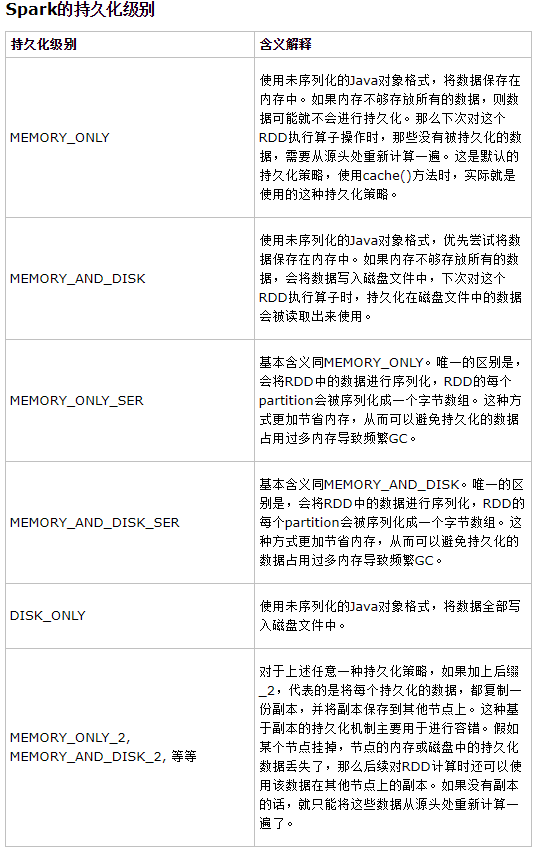 Spark的持久化级别
持久化级别
含义解释
MEMORY_ONLY
使用未序列化的Java对象格式，将数据保存在
内存中。如果内存不够存放所有的数据，则数
据可能就不会进行持久化。那么下次对这个
RDD执行算子操作时，那些没有被持久化的数
据，需要从源头处重新计算一遍。这是默认的
持久化策略，使用cache()方法时，实际就是
使用的这种持久化策略。
MEMORY_AND_DISK
使用未序列化的Java对象格式，优先尝试将数
据保存在内存中。如果内存不够存放所有的数
据，会将数据写入磁盘文件中，下次对这个
RDD执行算子时，持久化在磁盘文件中的数据
会被读取出来使用。
MEMORY_ONLY_SER
基本含义同MEMORY_ONLY。唯一的区别是，
会将RDD中的数据进行序列化，RDD的每个
partition会被序列化成一个字节数组。这种方
式更加节省内存，从而可以避免持久化的数据
占用过多内存导致频繁GC。
MEMORY_AND_DISK_SER
基本含义同MEMORY_AND_DISK。唯一的区
别是，会将RDD中的数据进行序列化，RDD的
每个partition会被序列化成一个字节数组。这
种方式更加节省内存，从而可以避免持久化的
数据占用过多内存导致频繁GC。
DISK_ONLY
使用未序列化的Java对象格式，将数据全部写
入磁盘文件中。
MEMORY_ONLY_2,
MEMORY_AND_DISK_2, 等等
对于上述任意一种持久化策略，如果加上后缀
_2，代表的是将每个持久化的数据，都复制一
份副本，并将副本保存到其他节点上。这种基
于副本的持久化机制主要用于进行容错。假如
某个节点挂掉，节点的内存或磁盘中的持久化
数据丢失了，那么后续对RDD计算时还可以使
用该数据在其他节点上的副本。如果没有副本
的话，就只能将这些数据从源头处重新计算一
遍了。